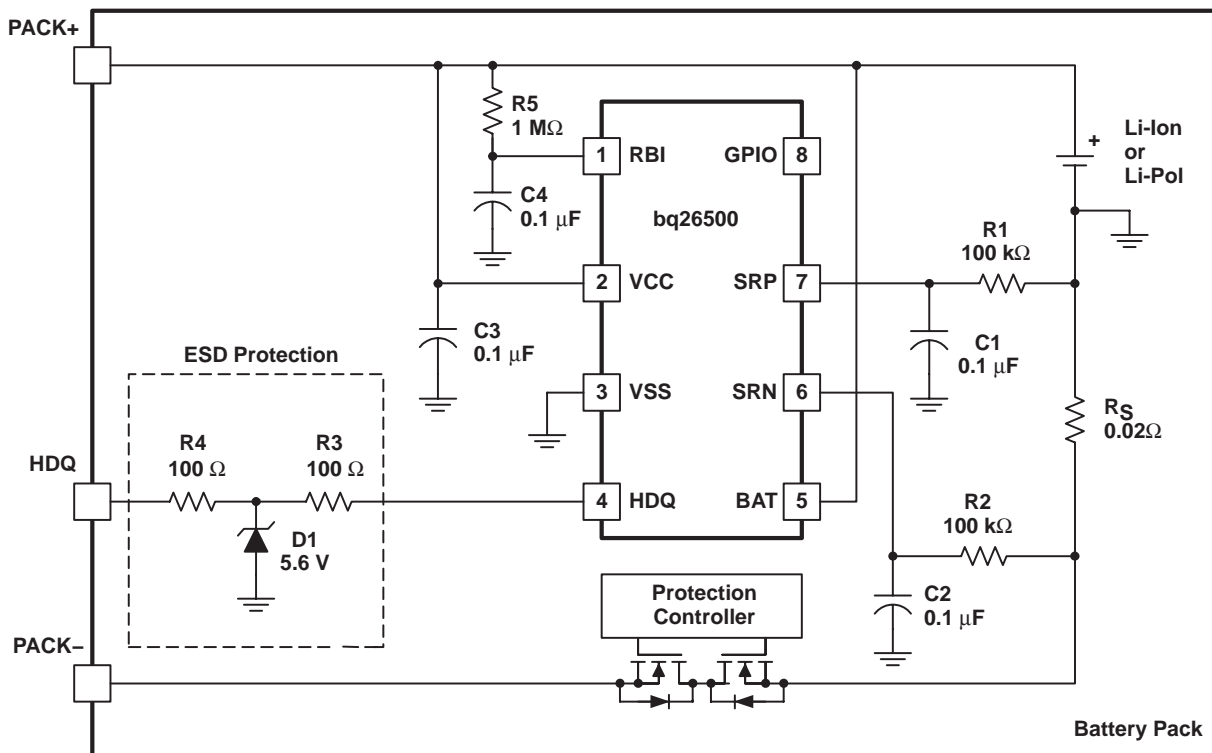 PACK+
R5
1 MΩ
1
RBI
GPIO
8
+
Li-Ion
or
Li-Pol
C4
0.1 μF
bq26500
R1
100 kΩ
2
VCC
SRP
7
C3
0.1 μF
C1
0.1 μF
ESD Protection
3
VSS
SRN
6
RS
0.02Ω
HDQ
R4
100 Ω
R3
100 Ω
4
HDQ
BAT
5
R2
100 kΩ
D1
5.6 V
Protection
Controller
C2
0.1 μF
PACK–
Battery Pack